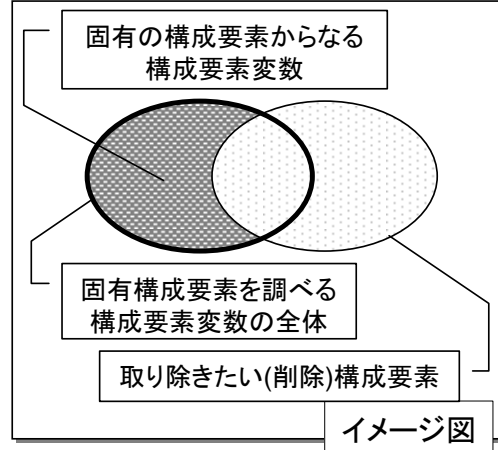 固有の構成要素からなる
構成要素変数
固有構成要素を調べる
構成要素変数の全体
取り除きたい(削除)構成要素
イメージ図